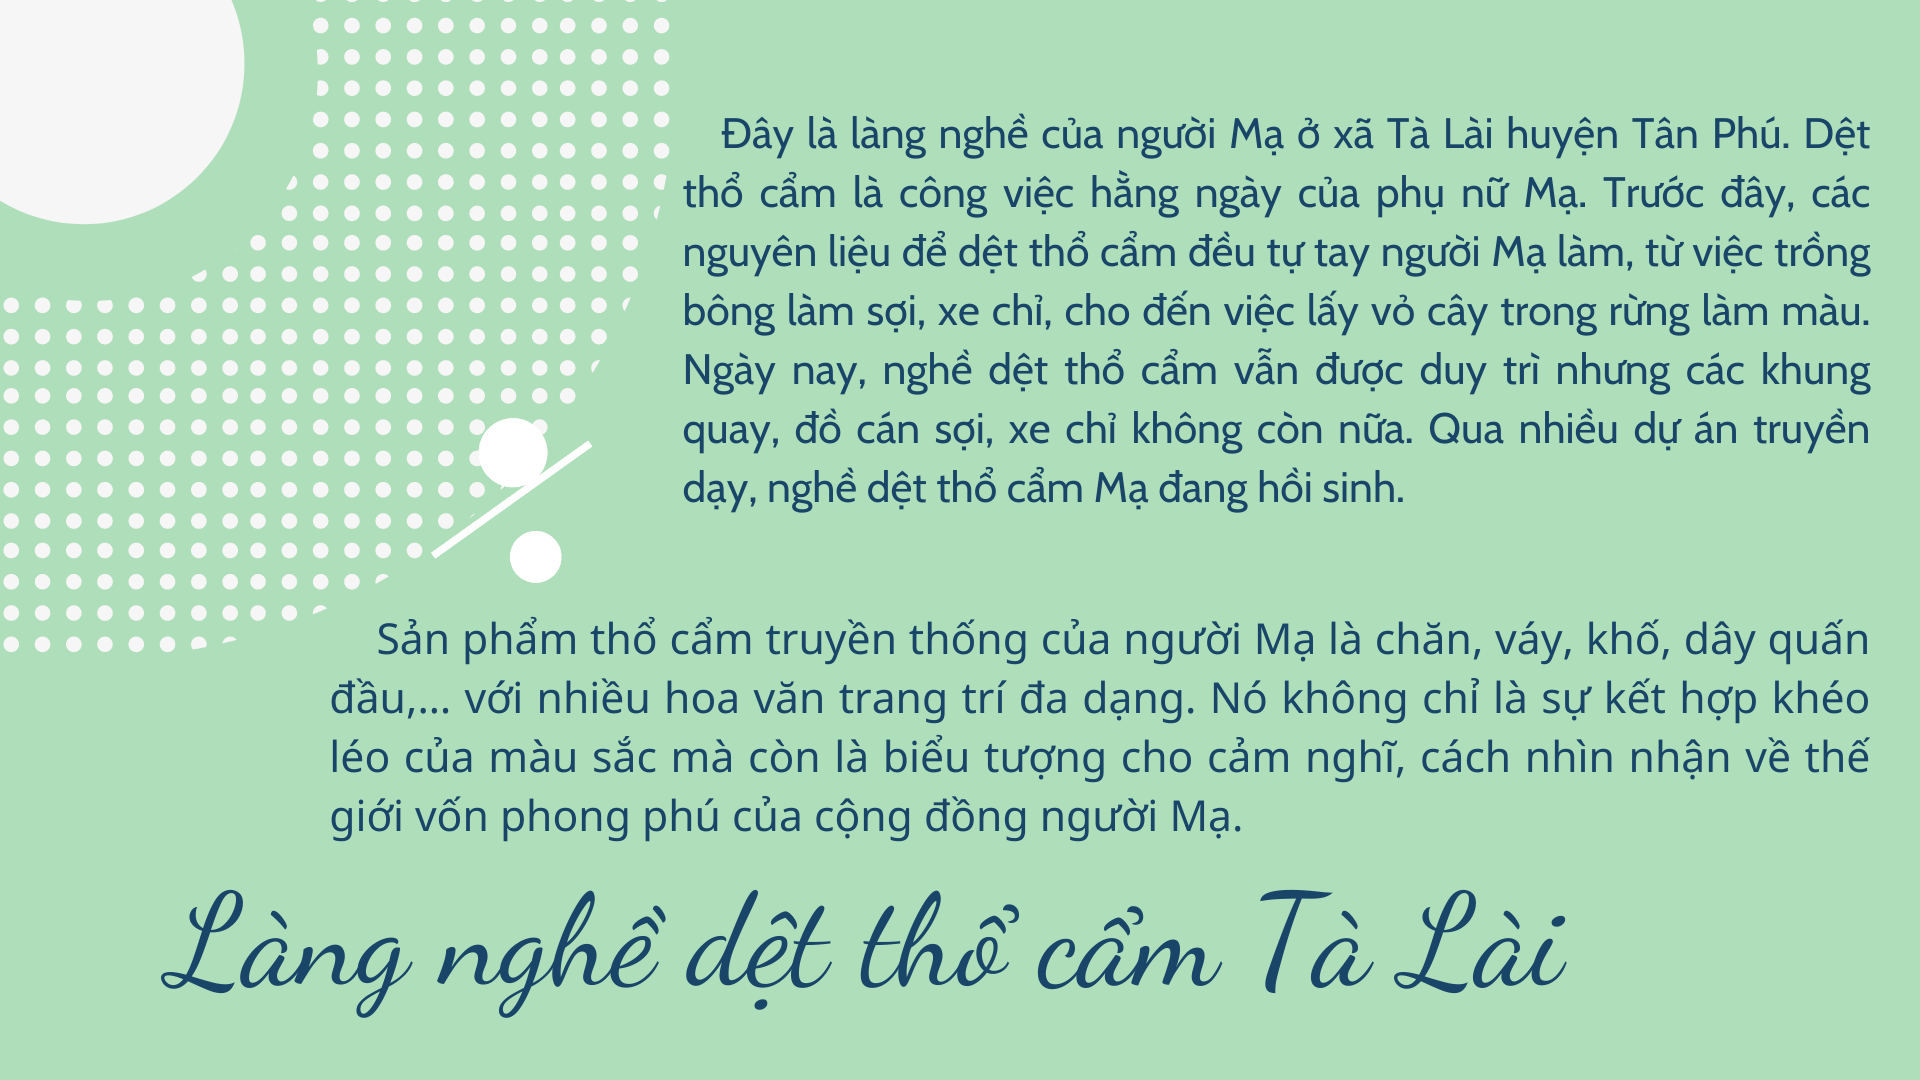 Đây là làng nghề của người Mạ ở xã Tà Lài huyện Tân Phú. Dệt
thổ cẩm là công việc hằng ngày của phụ nữ Mạ. Trước đây, các
nguyên liệu để dệt thổ cẩm đều tự tay người Mạ làm, từ việc trồng
bông làm sợi, xe chỉ, cho đến việc lấy vỏ cây trong rừng làm màu.
Ngày nay, nghề dệt thổ cẩm vẫn được duy trì nhưng các khung
quay, đồ cán sợi, xe chỉ không còn nữa. Qua nhiều dự án truyền
dạy, nghề dệt thổ cẩm Mạ đang hồi sinh.
Sản phẩm thổ cẩm truyền thống của người Mạ là chăn, váy, khố, dây quấn
đầu,... với nhiều hoa văn trang trí đa dạng. Nó không chỉ là sự kết hợp khéo
léo của màu sắc mà còn là biểu tượng cho cảm nghĩ, cách nhìn nhận về thế
giới vốn phong phú của cộng đồng người Mạ.
Làng nghề dệt thổ cẩm Tà Lài